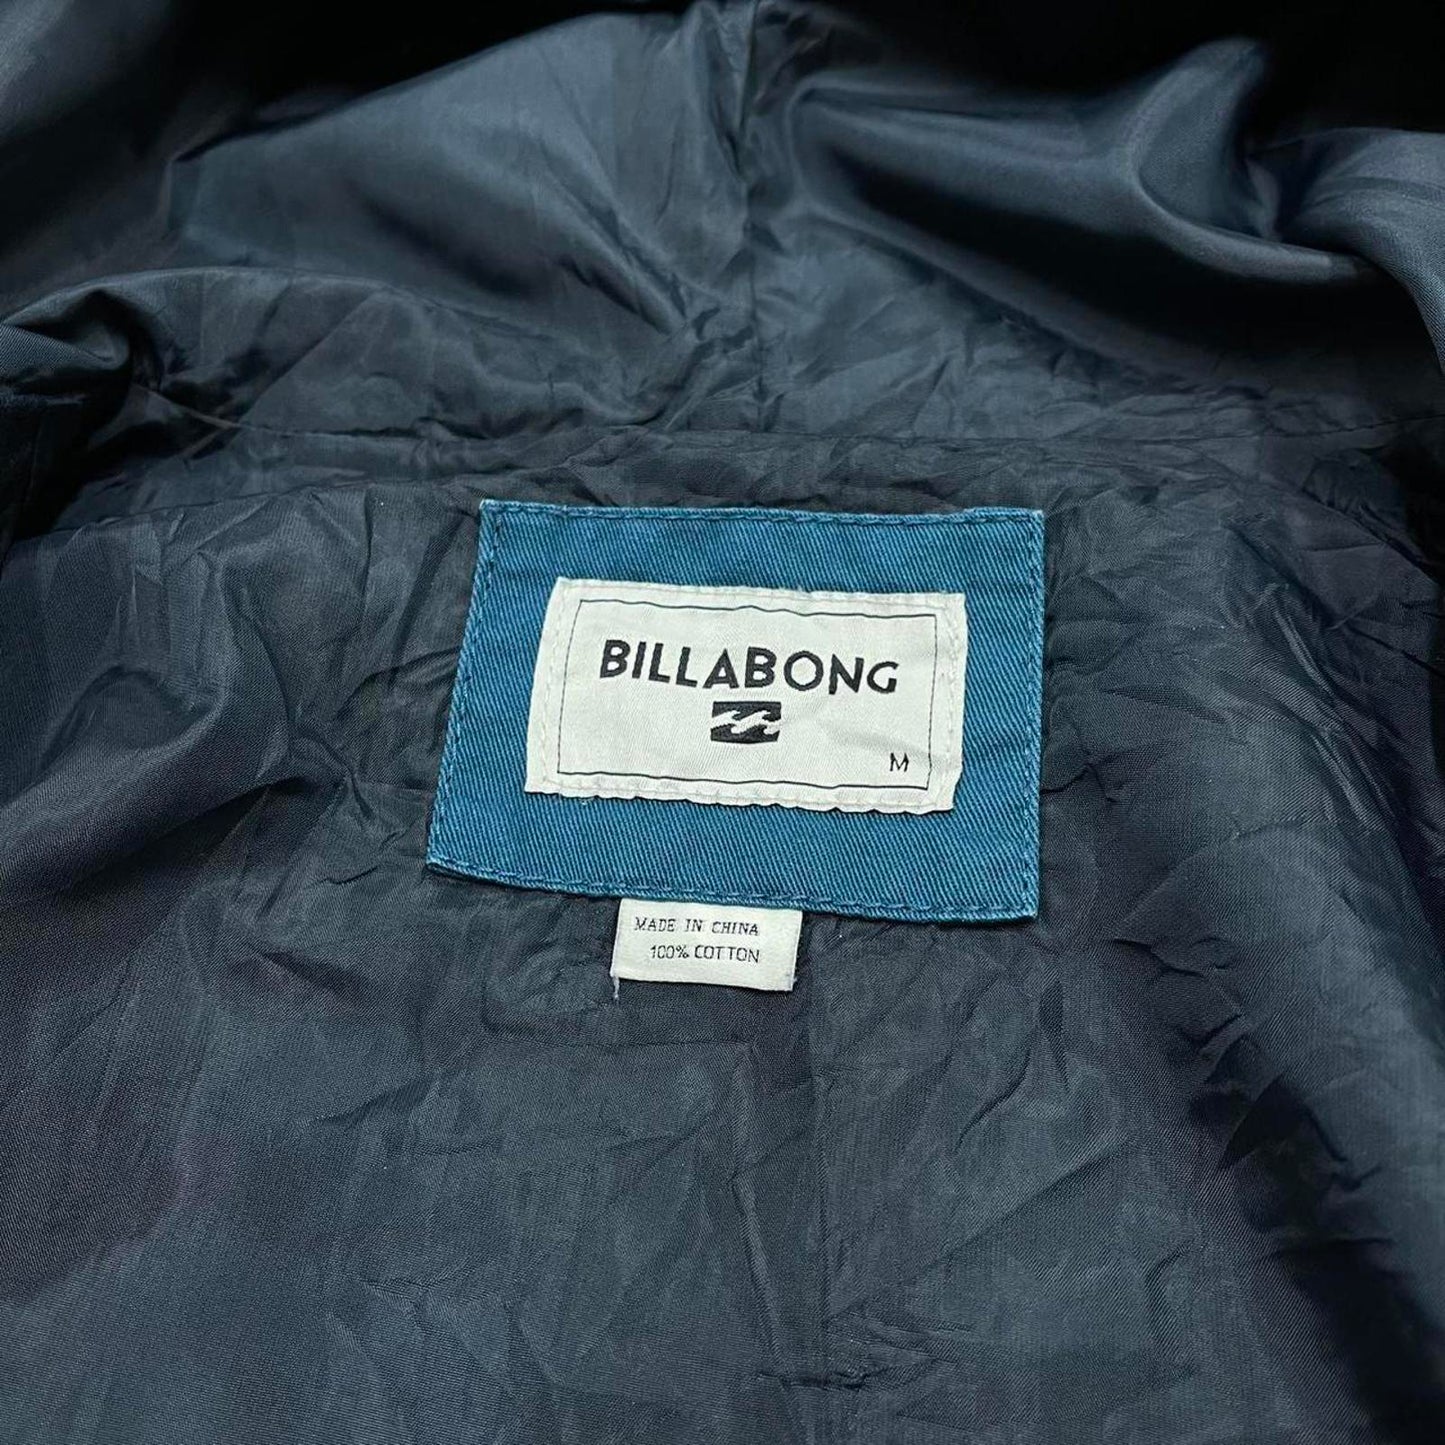 BILLABONG
M
MADE IN CHINA
100% COTTON